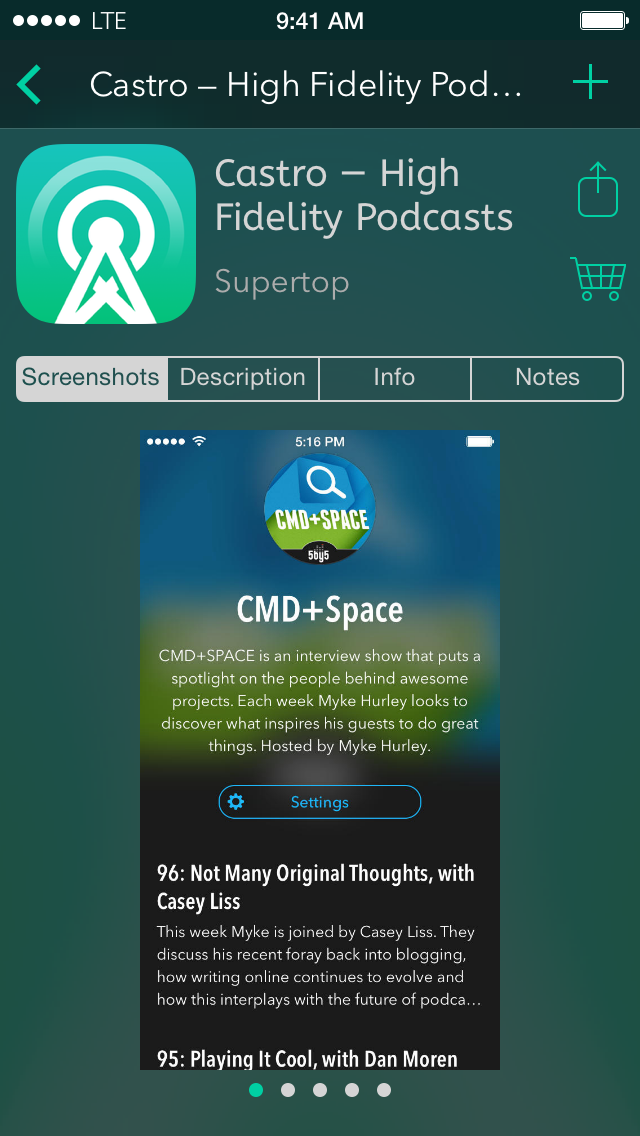 LTE 9:41 AM
Castro – High Fidelity Pod…
Castro – High
Fidelity Podcasts
Supertop
Screenshots Description Info Notes
5:16 PM
CMD+SPACE
5by5
CMD+Space
CMD+SPACE is an interview show that puts a
spotlight on the people behind awesome
projects. Each week Myke Hurley looks to
discover what inspires his guests to do great
things. Hosted by Myke Hurley.
Settings
96: Not Many Original Thoughts, with
Casey Liss
This week Myke is joined by Casey Liss. They
discuss his recent foray back into blogging,
how writing online continues to evolve and
how this interplays with the future of podca…
95: Playing It Cool, with Dan Moren